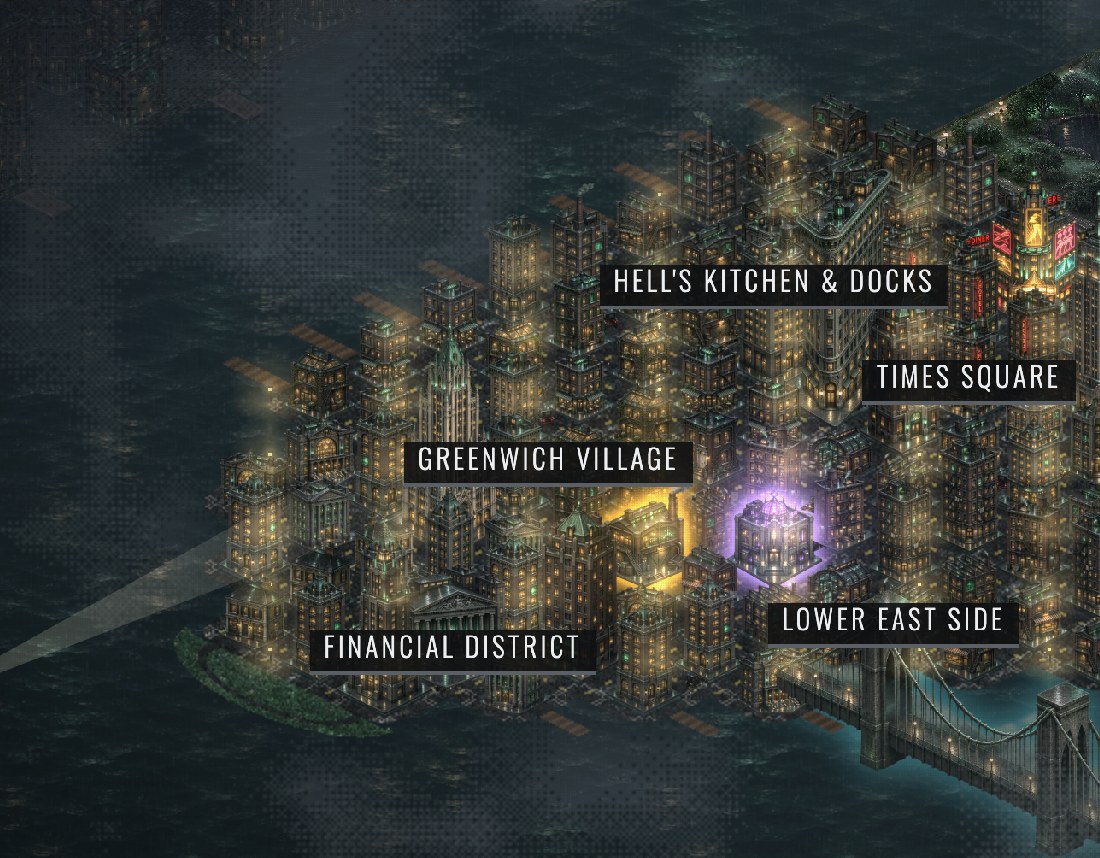 HELL'S KITCHEN & DOCKS
TIMES SQUARE
GREENWICH VILLAGE
LOWER EAST SIDE
FINANCIAL DISTRICT